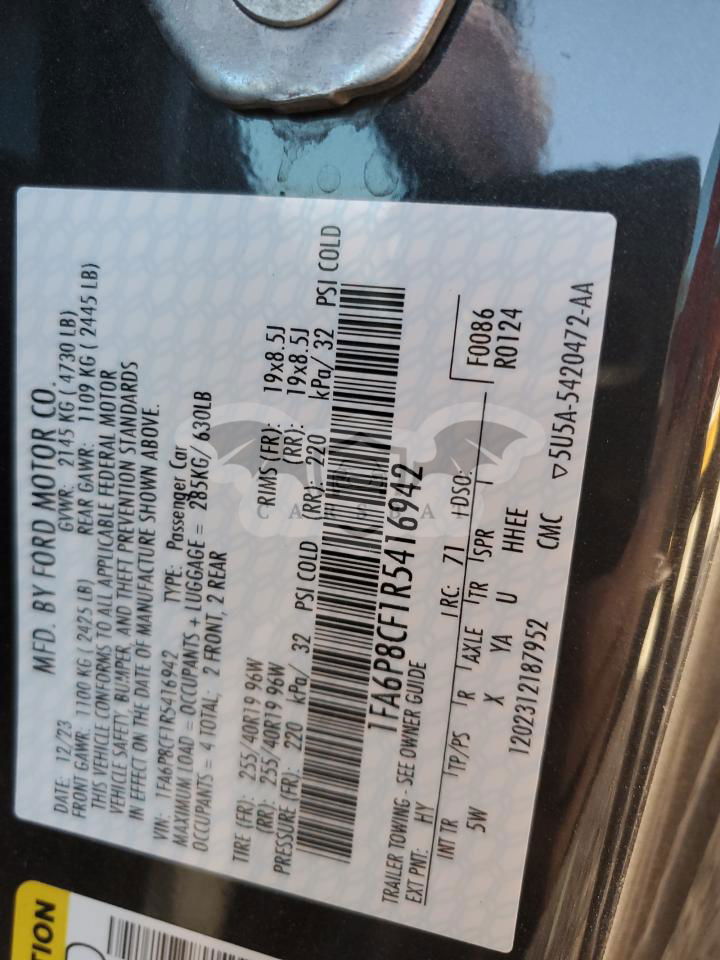 MFD. BY FORD MOTOR CO.
DATE: 12/23 GVWR: 2145 KG ( 4730 LB)
FRONT GAWR: 1100 KG ( 2425 LB) REAR GAWR: 1109 KG ( 2445 LB)
THIS VEHICLE CONFORMS TO ALL APPLICABLE FEDERAL MOTOR
VEHICLE SAFETY, BUMPER, AND THEFT PREVENTION STANDARDS
IN EFFECT ON THE DATE OF MANUFACTURE SHOWN ABOVE.
VIN: 1FA6P8CF1R5416942 TYPE: Passenger Car
MAXIMUM LOAD = OCCUPANTS + LUGGAGE = 285KG/ 630LB
OCCUPANTS = 4 TOTAL; 2 FRONT, 2 REAR
TIRE (FR): 255/40R19 96W RIMS (FR): 19x8.5J
(RR): 255/40R19 96W (RR): 19x8.5J
PRESSURE (FR): 220 kPa/ 32 PSI COLD (RR): 220 kPa/ 32 PSI COLD
1FA6P8CF1R5416942
TRAILER TOWING - SEE OWNER GUIDE
EXT PNT: HY RC: 71 DSO: F0086
INT TR TP/PS R AXLE TR SPR R0124
5W X YA U HHEE
1202312187952 CMC ▽5U5A-5420472-AA
TION